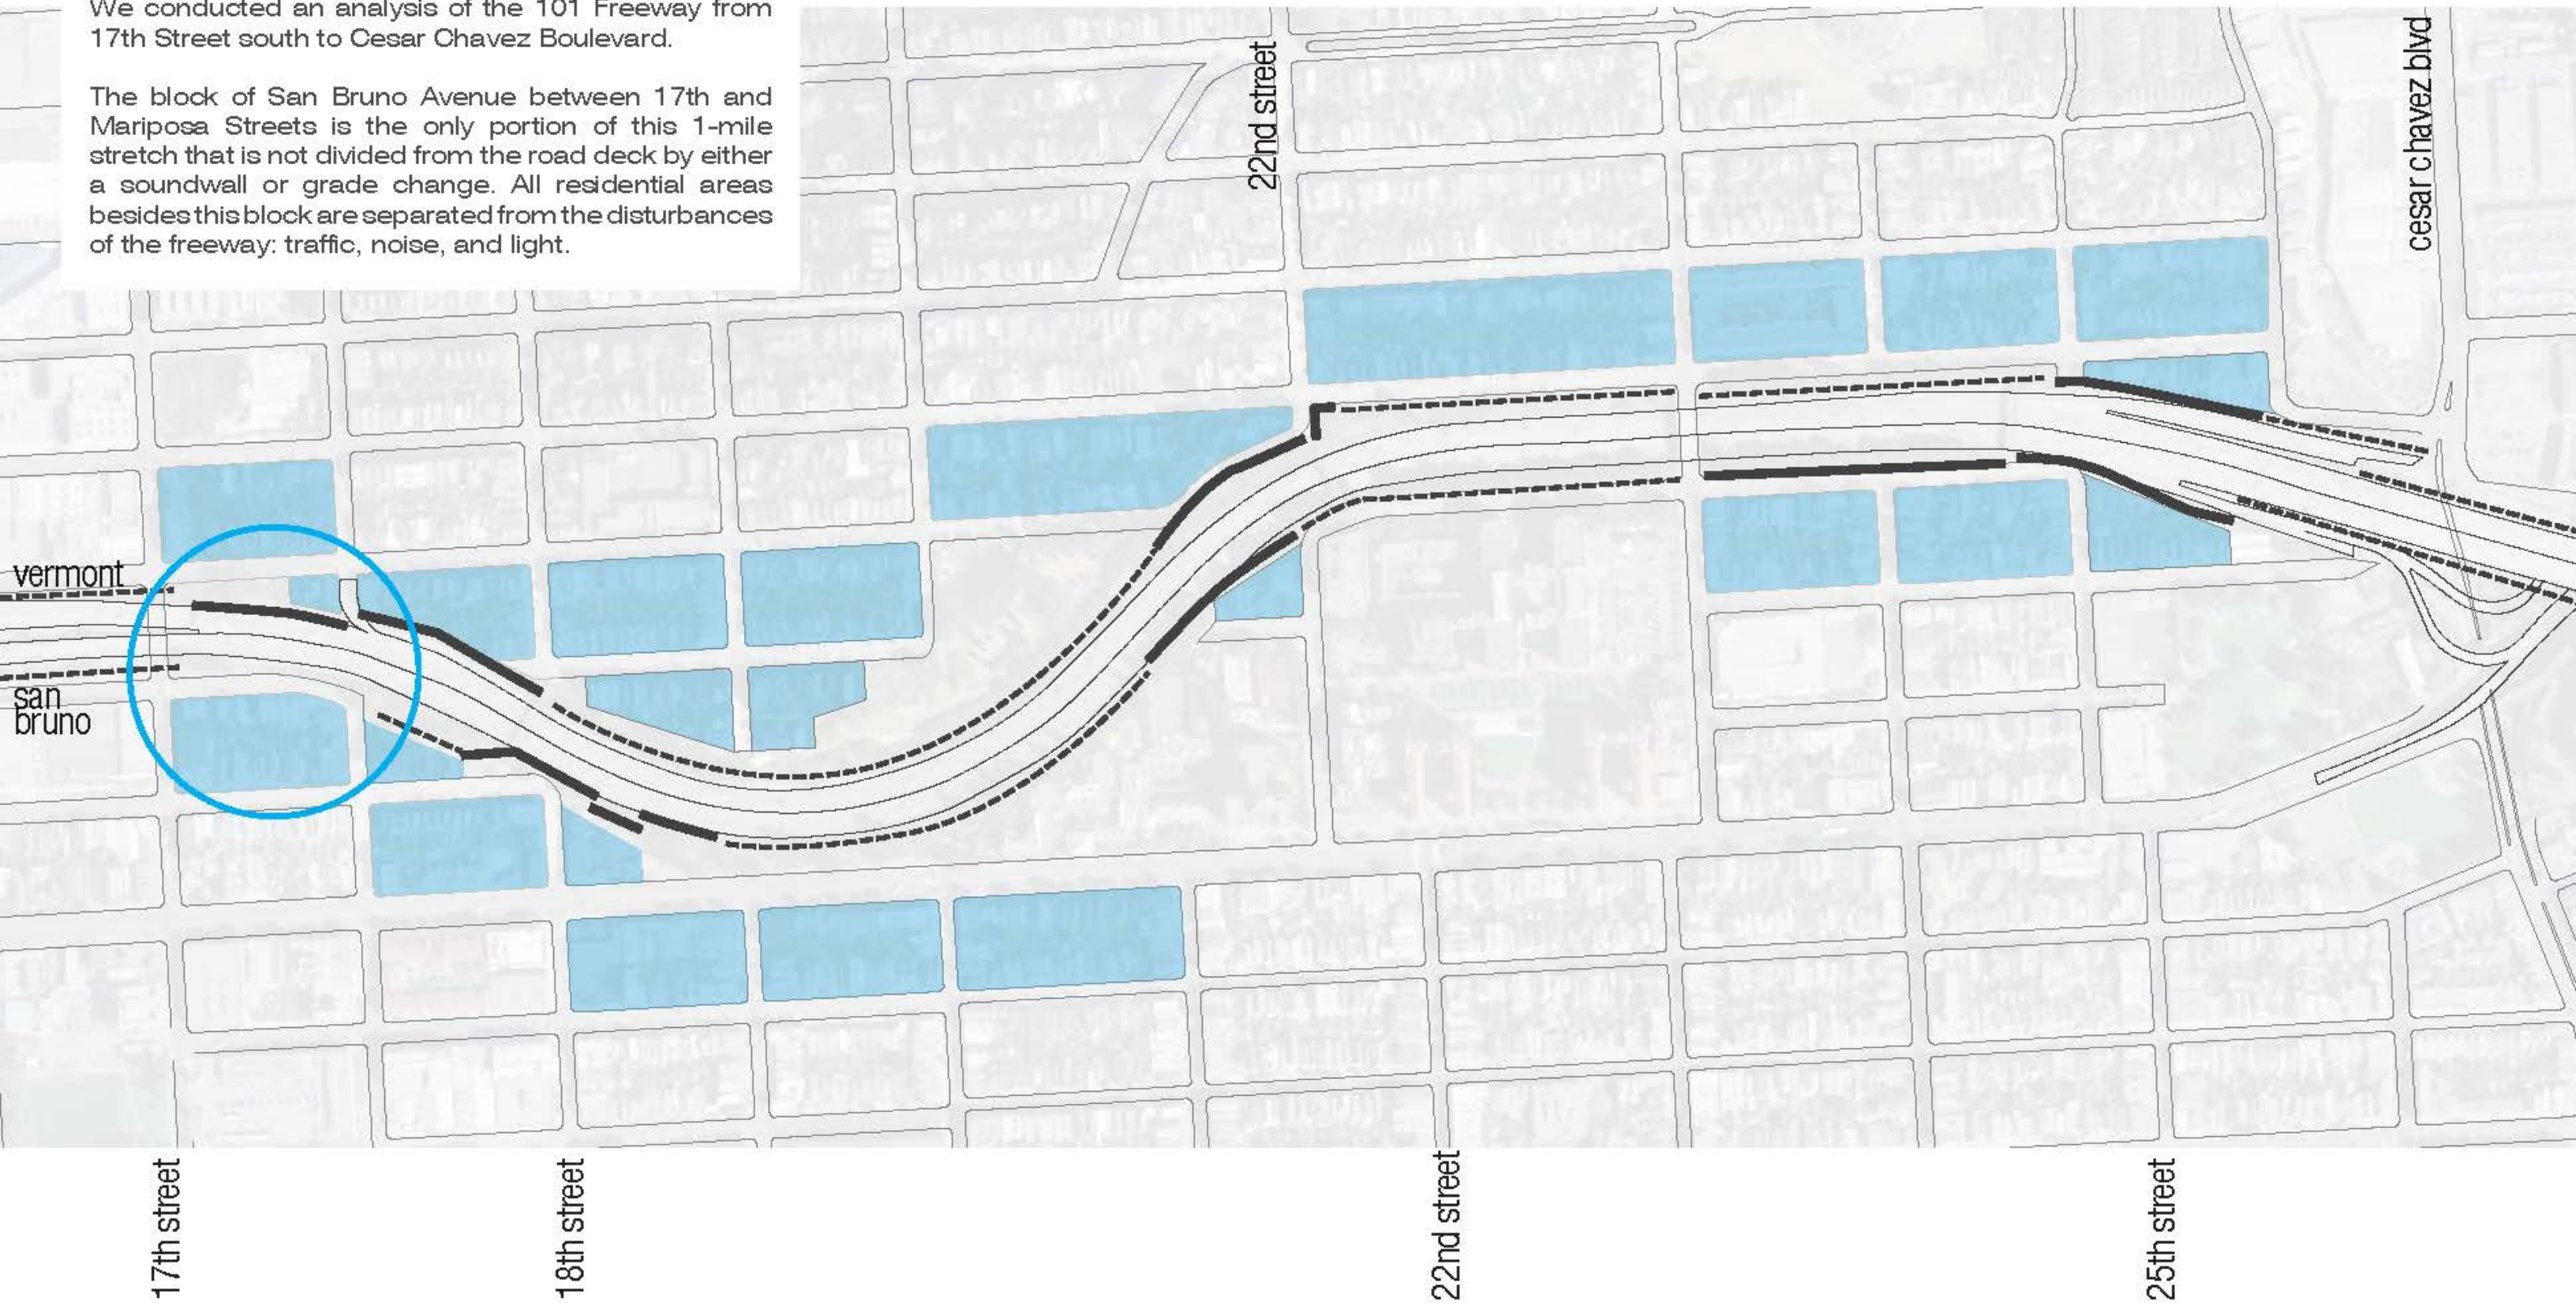 We conducted an analysis of the 101 Freeway from
17th Street south to Cesar Chavez Boulevard.
The block of San Bruno Avenue between 17th and
Mariposa Streets is the only portion of this 1-mile
stretch that is not divided from the road deck by either
a soundwall or grade change. All residential areas
besides this block are separated from the disturbances
of the freeway: traffic, noise, and light.
22nd street
cesar chavez blvd
vermont
san
bruno
17th street
18th street
22nd street
25th street